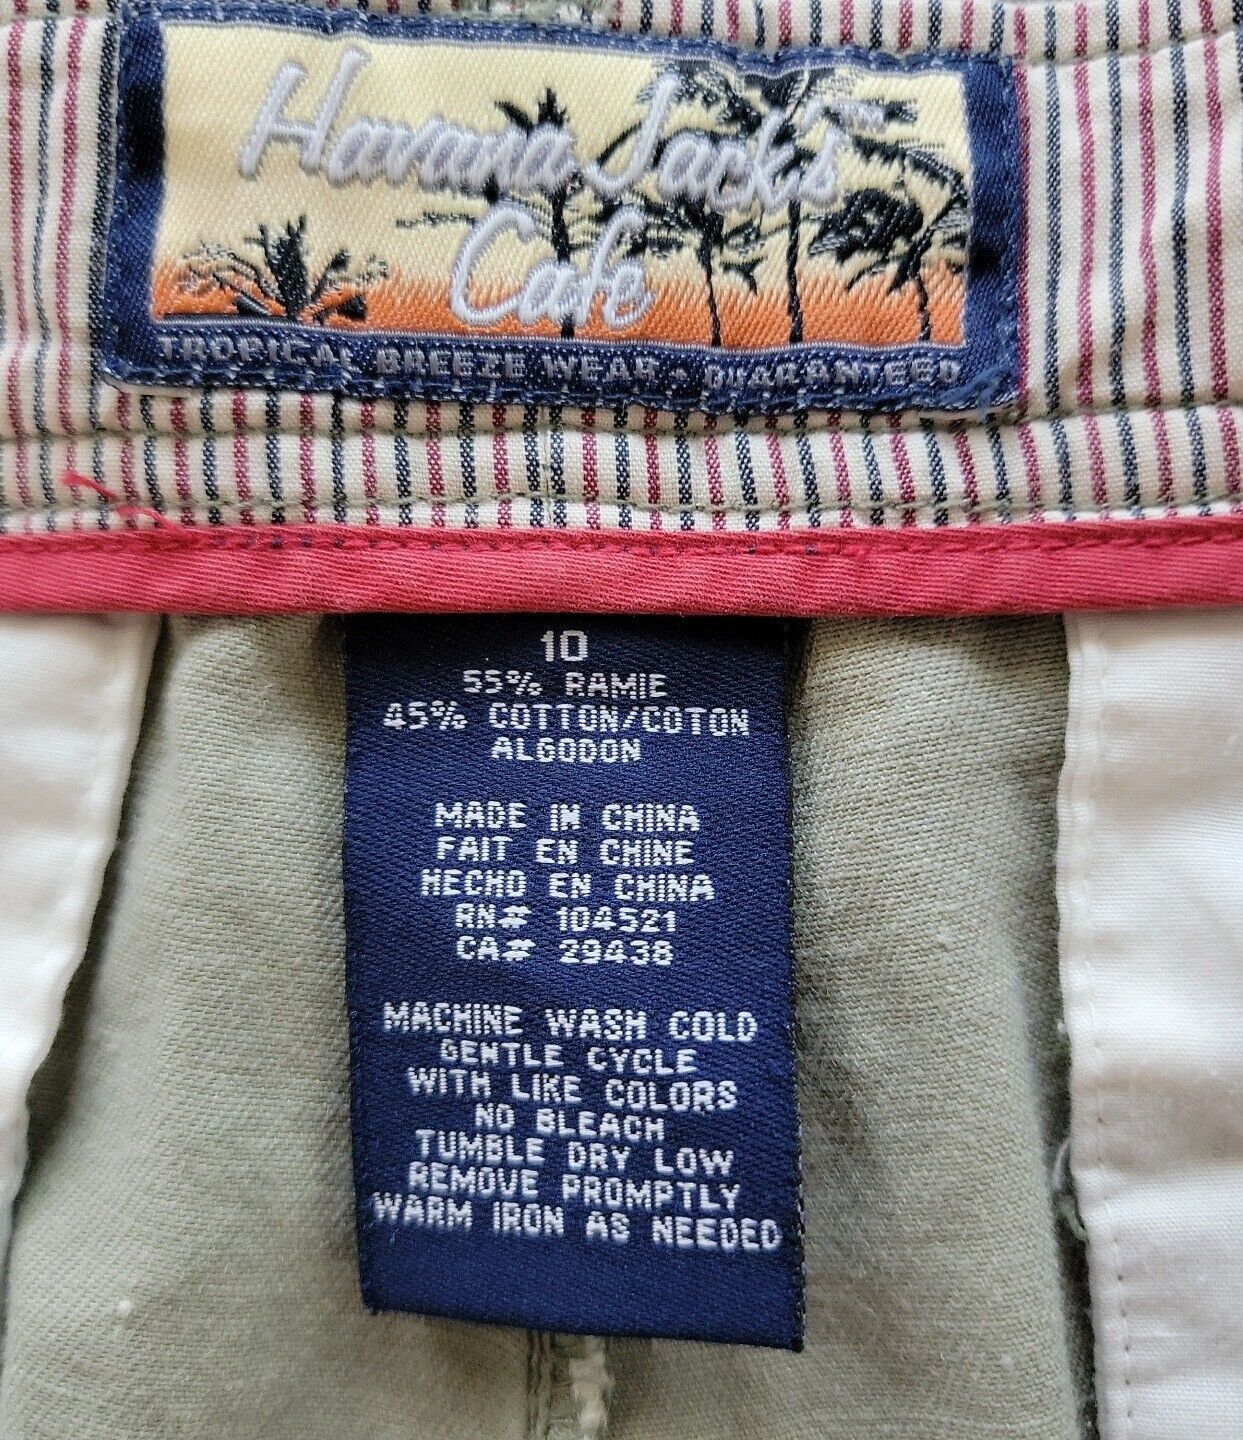 Havana Jack's™
Cafe
TROPICAL BREEZE WEAR - GUARANTEED
10
55% RAMIE
45% COTTON/COTON
ALGODON
MADE IN CHINA
FAIT EN CHINE
HECHO EN CHINA
RN# 104521
CA# 29438
MACHINE WASH COLD
GENTLE CYCLE
WITH LIKE COLORS
NO BLEACH
TUMBLE DRY LOW
REMOVE PROMPTLY
WARM IRON AS NEEDED